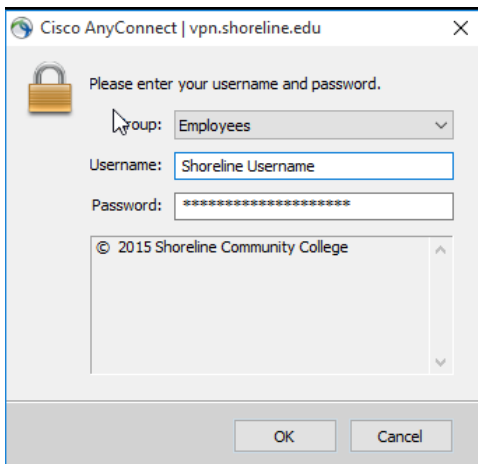 Cisco AnyConnect | vpn.shoreline.edu
Please enter your username and password.
roup: Employees
Username: Shoreline Username
Password: ********************
© 2015 Shoreline Community College
OK Cancel